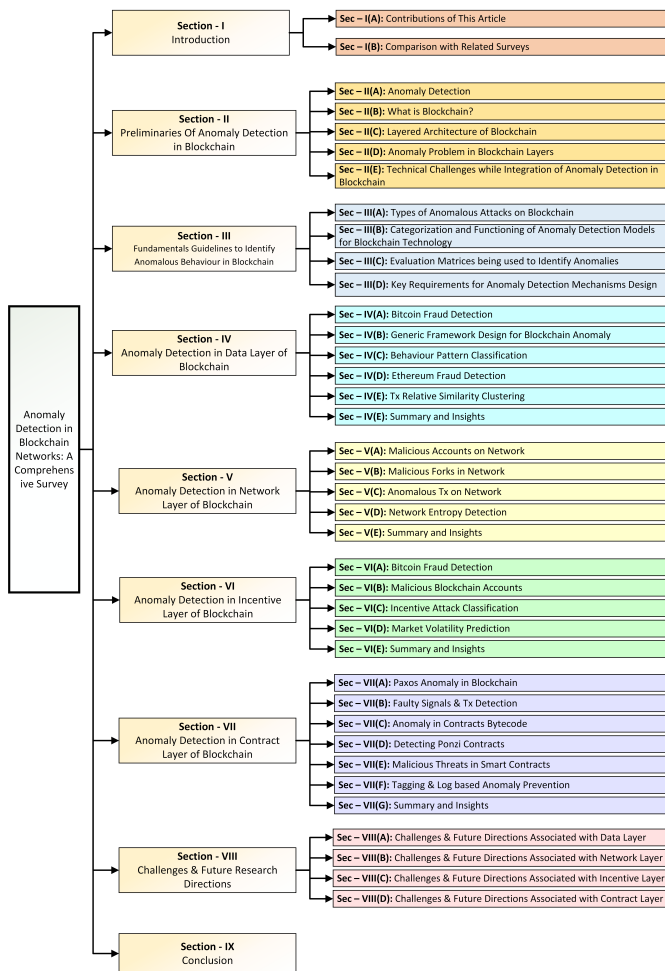 Anomaly
Detection in
Blockchain
Networks: A
Comprehens
ive Survey
Section - I
Introduction
Sec – I(A): Contributions of This Article
Sec – I(B): Comparison with Related Surveys
Section - II
Preliminaries Of Anomaly Detection
in Blockchain
Sec – II(A): Anomaly Detection
Sec – II(B): What is Blockchain?
Sec – II(C): Layered Architecture of Blockchain
Sec – II(D): Anomaly Problem in Blockchain Layers
Sec – II(E): Technical Challenges while Integration of Anomaly Detection in
Blockchain
Section - III
Fundamentals Guidelines to Identify
Anomalous Behaviour in Blockchain
Sec – III(A): Types of Anomalous Attacks on Blockchain
Sec – III(B): Categorization and Functioning of Anomaly Detection Models
for Blockchain Technology
Sec – III(C): Evaluation Matrices being used to Identify Anomalies
Sec – III(D): Key Requirements for Anomaly Detection Mechanisms Design
Section - IV
Anomaly Detection in Data Layer of
Blockchain
Sec – IV(A): Bitcoin Fraud Detection
Sec – IV(B): Generic Framework Design for Blockchain Anomaly
Sec – IV(C): Behaviour Pattern Classification
Sec – IV(D): Ethereum Fraud Detection
Sec – IV(E): Tx Relative Similarity Clustering
Sec – IV(E): Summary and Insights
Section - V
Anomaly Detection in Network
Layer of Blockchain
Sec – V(A): Malicious Accounts on Network
Sec – V(B): Malicious Forks in Network
Sec – V(C): Anomalous Tx on Network
Sec – V(D): Network Entropy Detection
Sec – V(E): Summary and Insights
Section - VI
Anomaly Detection in Incentive
Layer of Blockchain
Sec – VI(A): Bitcoin Fraud Detection
Sec – VI(B): Malicious Blockchain Accounts
Sec – VI(C): Incentive Attack Classification
Sec – VI(D): Market Volatility Prediction
Sec – VI(E): Summary and Insights
Section - VII
Anomaly Detection in Contract
Layer of Blockchain
Sec – VII(A): Paxos Anomaly in Blockchain
Sec – VII(B): Faulty Signals & Tx Detection
Sec – VII(C): Anomaly in Contracts Bytecode
Sec – VII(D): Detecting Ponzi Contracts
Sec – VII(E): Malicious Threats in Smart Contracts
Sec – VII(F): Tagging & Log based Anomaly Prevention
Sec – VII(G): Summary and Insights
Section - VIII
Challenges & Future Research
Directions
Sec – VIII(A): Challenges & Future Directions Associated with Data Layer
Sec – VIII(B): Challenges & Future Directions Associated with Network Layer
Sec – VIII(C): Challenges & Future Directions Associated with Incentive Layer
Sec – VIII(D): Challenges & Future Directions Associated with Contract Layer
Section - IX
Conclusion